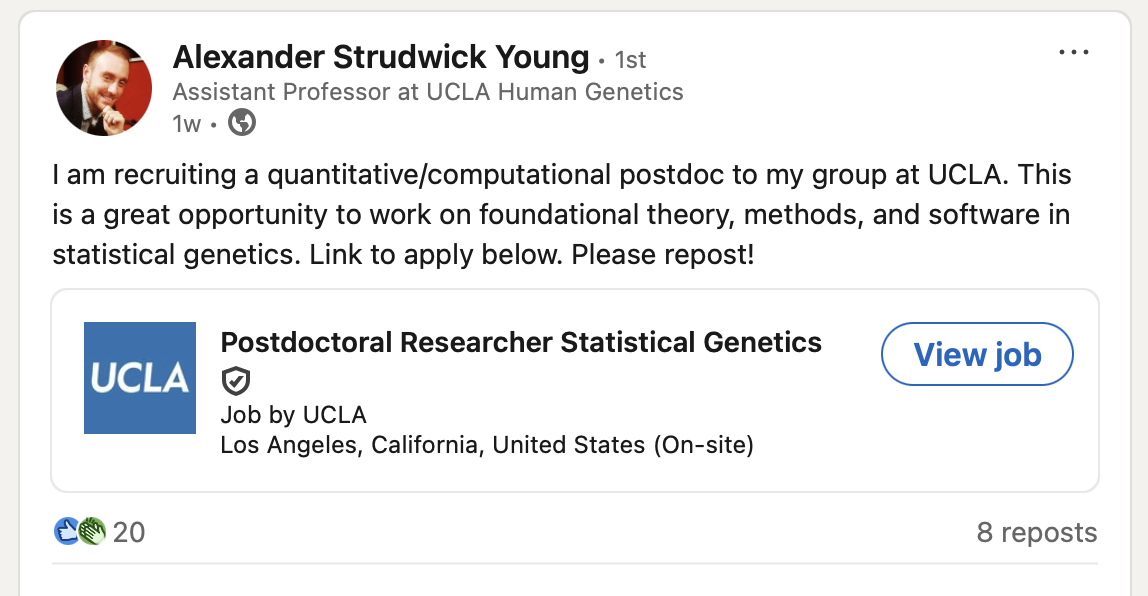 Alexander Strudwick Young · 1st
Assistant Professor at UCLA Human Genetics
1w ·
I am recruiting a quantitative/computational postdoc to my group at UCLA. This
is a great opportunity to work on foundational theory, methods, and software in
statistical genetics. Link to apply below. Please repost!
UCLA
Postdoctoral Researcher Statistical Genetics
Job by UCLA
Los Angeles, California, United States (On-site)
View job
20
8 reposts